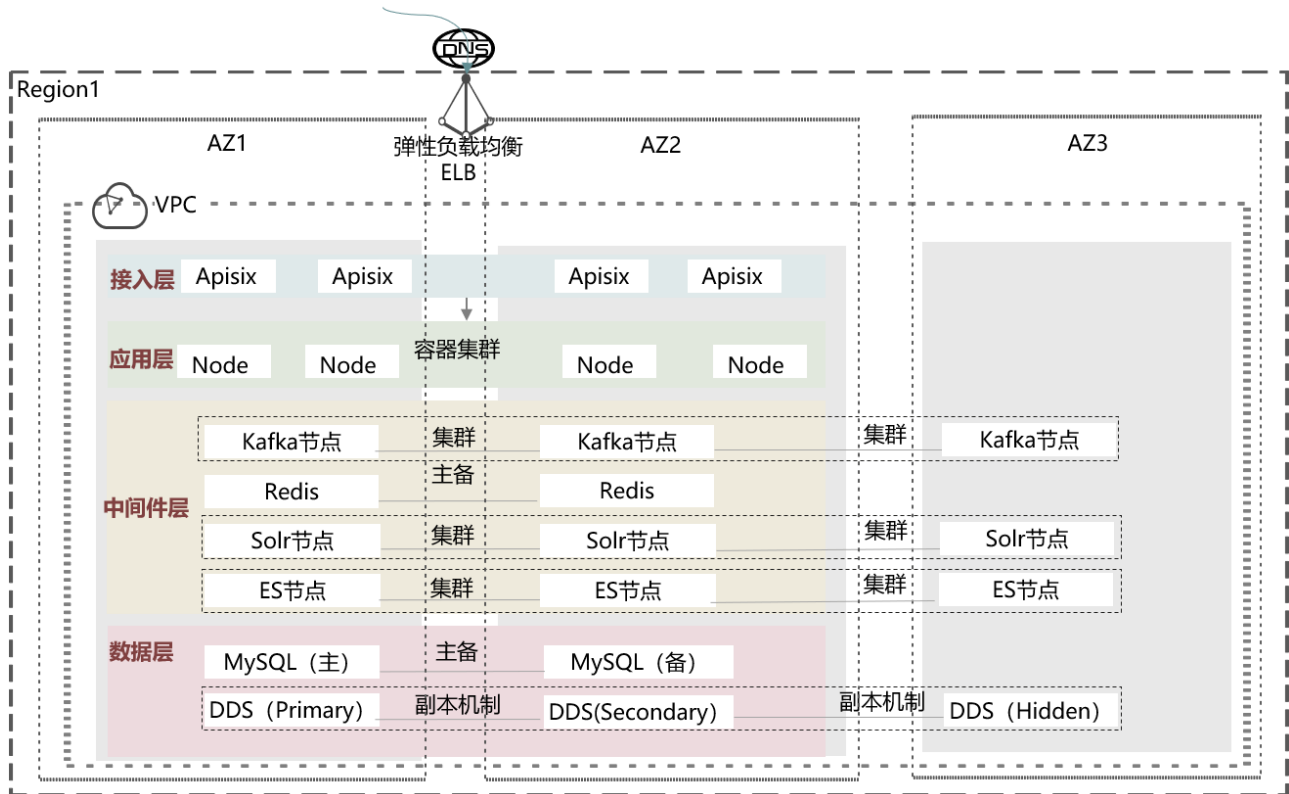 DNS
Region1
AZ1
弹性负载均衡
ELB
AZ2
AZ3
VPC
接入层
Apisix
Apisix
Apisix
Apisix
应用层
Node
Node
容器集群
Node
Node
中间件层
Kafka节点
集群
Kafka节点
集群
Kafka节点
Redis
主备
Redis
Solr节点
集群
Solr节点
集群
Solr节点
ES节点
集群
ES节点
集群
ES节点
数据层
MySQL（主）
主备
MySQL（备）
DDS（Primary）
副本机制
DDS(Secondary）
副本机制
DDS（Hidden）